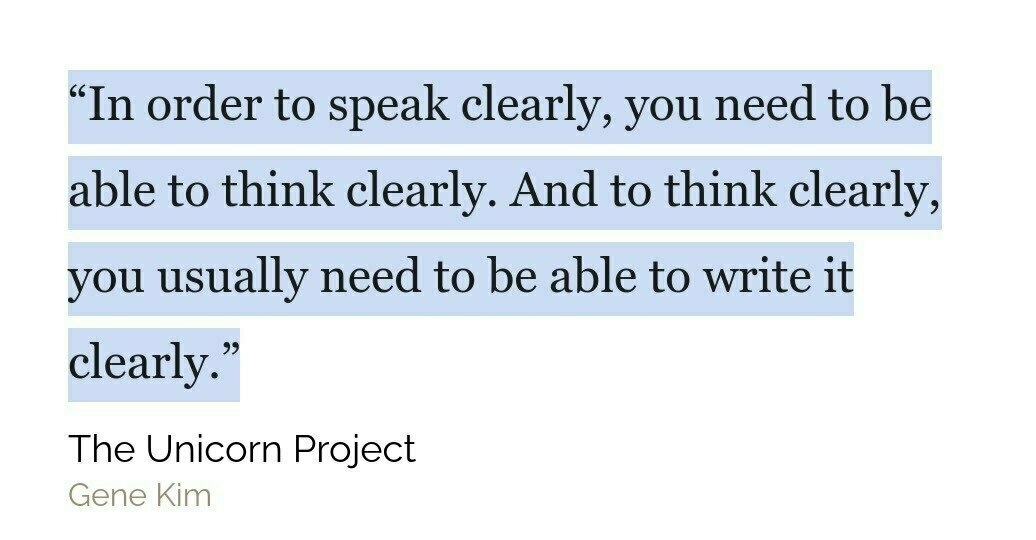 “In order to speak clearly, you need to be
able to think clearly. And to think clearly,
you usually need to be able to write it
clearly.”
The Unicorn Project
Gene Kim